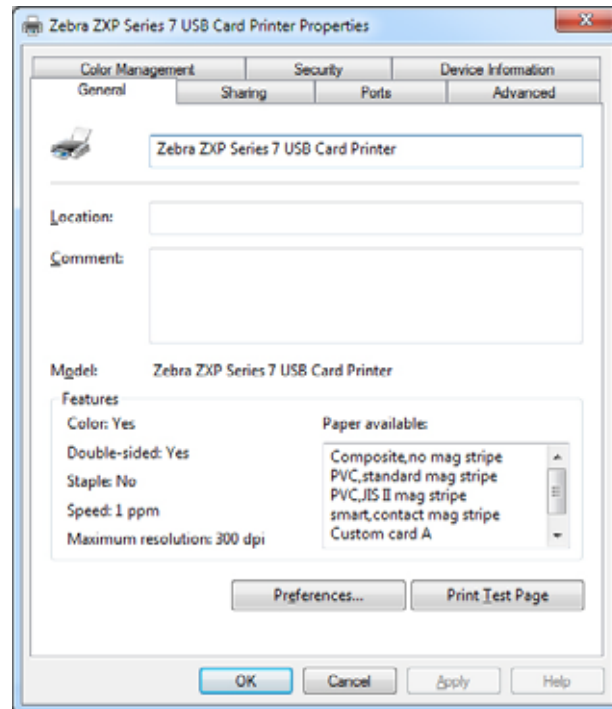 Zebra ZXP Series 7 USB Card Printer Properties
Color Management Security Device Information
General Sharing Ports Advanced
Zebra ZXP Series 7 USB Card Printer
Location:
Comment:
Model: Zebra ZXP Series 7 USB Card Printer
Features
Color: Yes Paper available:
Double-sided: Yes Composite,no mag stripe
PVC,standard mag stripe
Staple: No PVC,JIS II mag stripe
Speed: 1 ppm smart,contact mag stripe
Maximum resolution: 300 dpi Custom card A
Preferences... Print Test Page
OK Cancel Apply Help